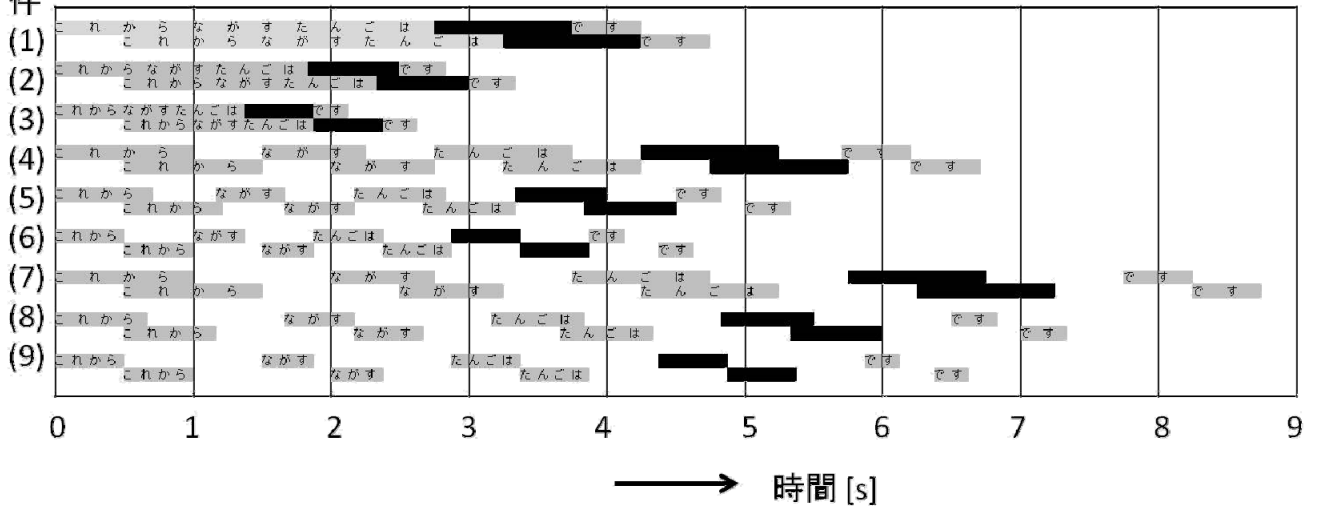 件
これからながすたんごは です
(1)
これからながすたんごは です
これからながすたんごは です
(2)
これからながすたんごは です
これからながすたんごは です
(3)
これからながすたんごは です
これから ながす たんごは です
(4)
これから ながす たんごは です
これから ながす たんごは です
(5)
これから ながす たんごは です
これから ながす たんごは です
(6)
これから ながす たんごは です
これから ながす たんごは です
(7)
これから ながす たんごは です
これから ながす たんごは です
(8)
これから ながす たんごは です
これから ながす たんごは です
(9)
これから ながす たんごは です
0 1 2 3 4 5 6 7 8 9
時間 [s]